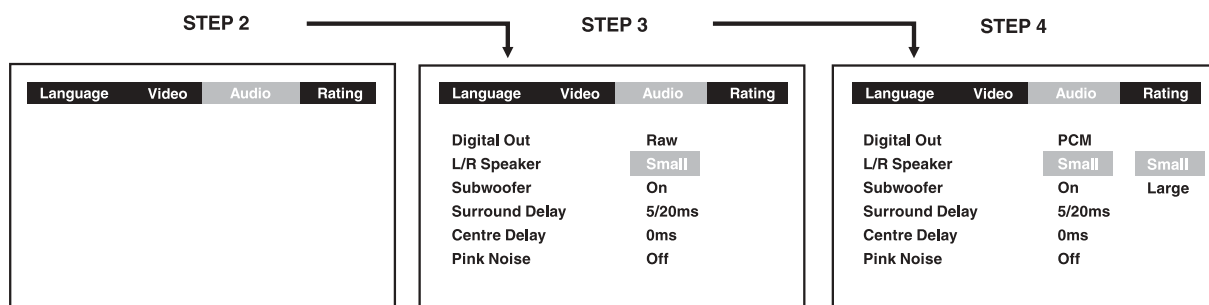 STEP 2
STEP 3
STEP 4
Language Video Audio Rating
Language Video Audio Rating
Digital Out Raw
L/R Speaker Small
Subwoofer On
Surround Delay 5/20ms
Centre Delay 0ms
Pink Noise Off
Language Video Audio Rating
Digital Out PCM
L/R Speaker Small Small
Subwoofer On Large
Surround Delay 5/20ms
Centre Delay 0ms
Pink Noise Off